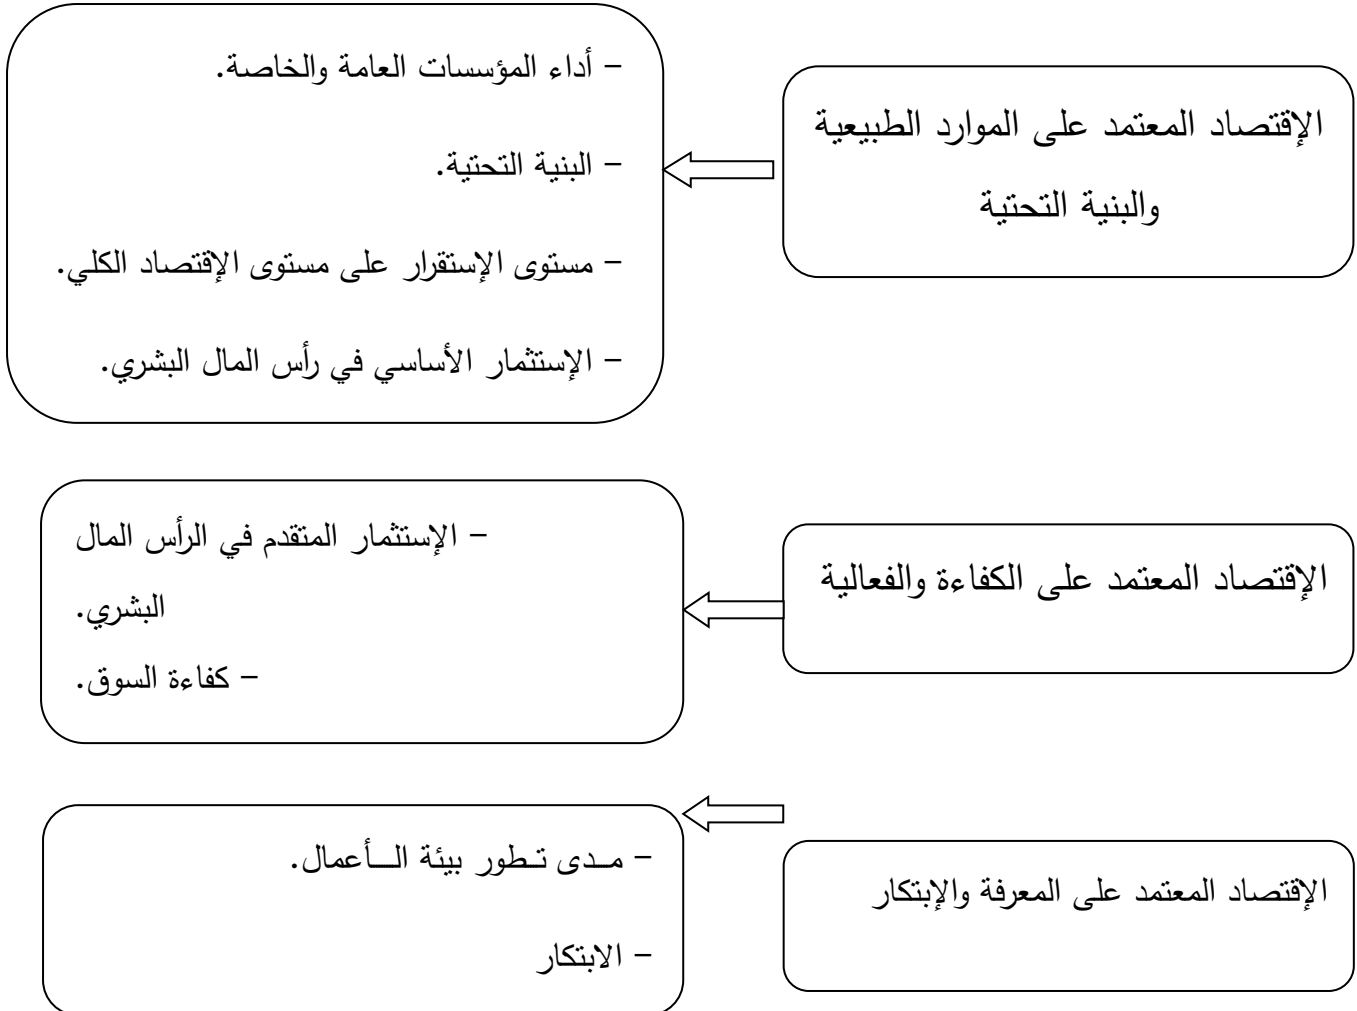 الإقتصاد المعتمد على الموارد الطبيعية
والبنية التحتية
– أداء المؤسسات العامة والخاصة.
– البنية التحتية.
– مستوى الإستقرار على مستوى الإقتصاد الكلي.
– الإستثمار الأساسي في رأس المال البشري.
الإقتصاد المعتمد على الكفاءة والفعالية
– الإستثمار المتقدم في الرأس المال
البشري.
– كفاءة السوق.
الإقتصاد المعتمد على المعرفة والإبتكار
– مـدى تـطور بيئة الــأعمال.
– الابتكار